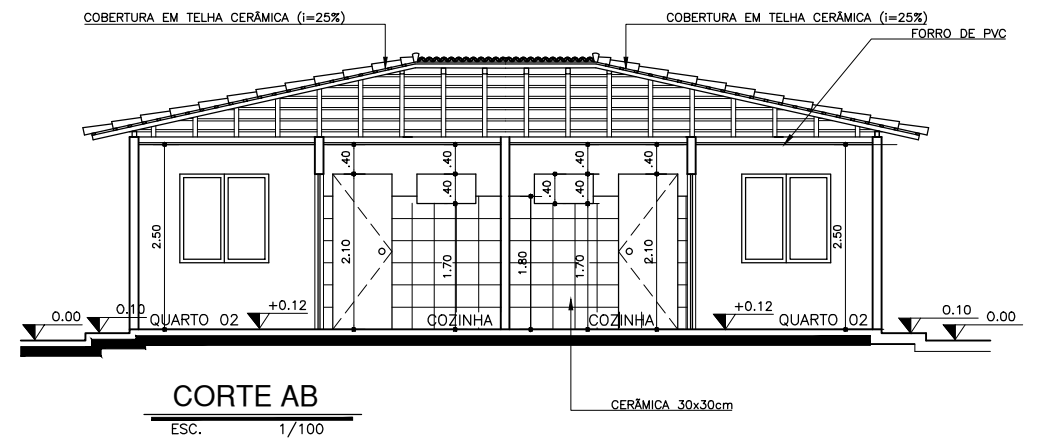 COBERTURA EM TELHA CERÂMICA (i=25%)
COBERTURA EM TELHA CERÂMICA (i=25%)
FORRO DE PVC
.40
.40
.40
.40
.40
.40
.40
.40
2.50
2.10
1.70
1.80
1.70
2.10
2.50
0.00
0.10
QUARTO 02
+0.12
COZINHA
COZINHA
+0.12
QUARTO 02
0.10
0.00
CERÂMICA 30x30cm
CORTE AB
ESC. 1/100